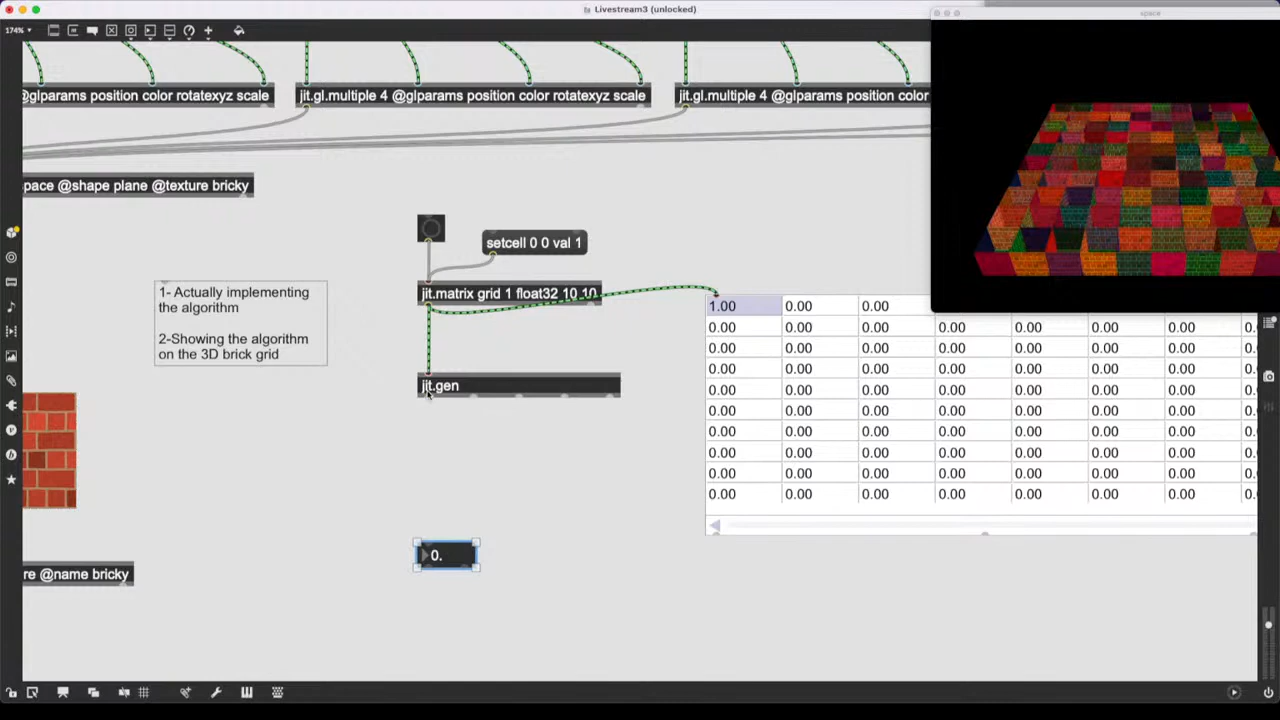 Livestream3 (unlocked)
174%
space
@glparams position color rotatexyz scale
jit.gl.multiple 4 @glparams position color rotatexyz scale
jit.gl.multiple 4 @glparams position color
pace @shape plane @texture bricky
setcell 0 0 val 1
jit.matrix grid 1 float32 10 10
1- Actually implementing
the algorithm
2-Showing the algorithm
on the 3D brick grid
jit.gen
1.00 0.00 0.00
0.00 0.00 0.00 0.00 0.00 0.00 0.00 0.
0.00 0.00 0.00 0.00 0.00 0.00 0.00 0.
0.00 0.00 0.00 0.00 0.00 0.00 0.00 0.
0.00 0.00 0.00 0.00 0.00 0.00 0.00 0.
0.00 0.00 0.00 0.00 0.00 0.00 0.00 0.
0.00 0.00 0.00 0.00 0.00 0.00 0.00 0.
0.00 0.00 0.00 0.00 0.00 0.00 0.00 0.
0.00 0.00 0.00 0.00 0.00 0.00 0.00 0.
0.00 0.00 0.00 0.00 0.00 0.00 0.00 0.
0.
re @name bricky